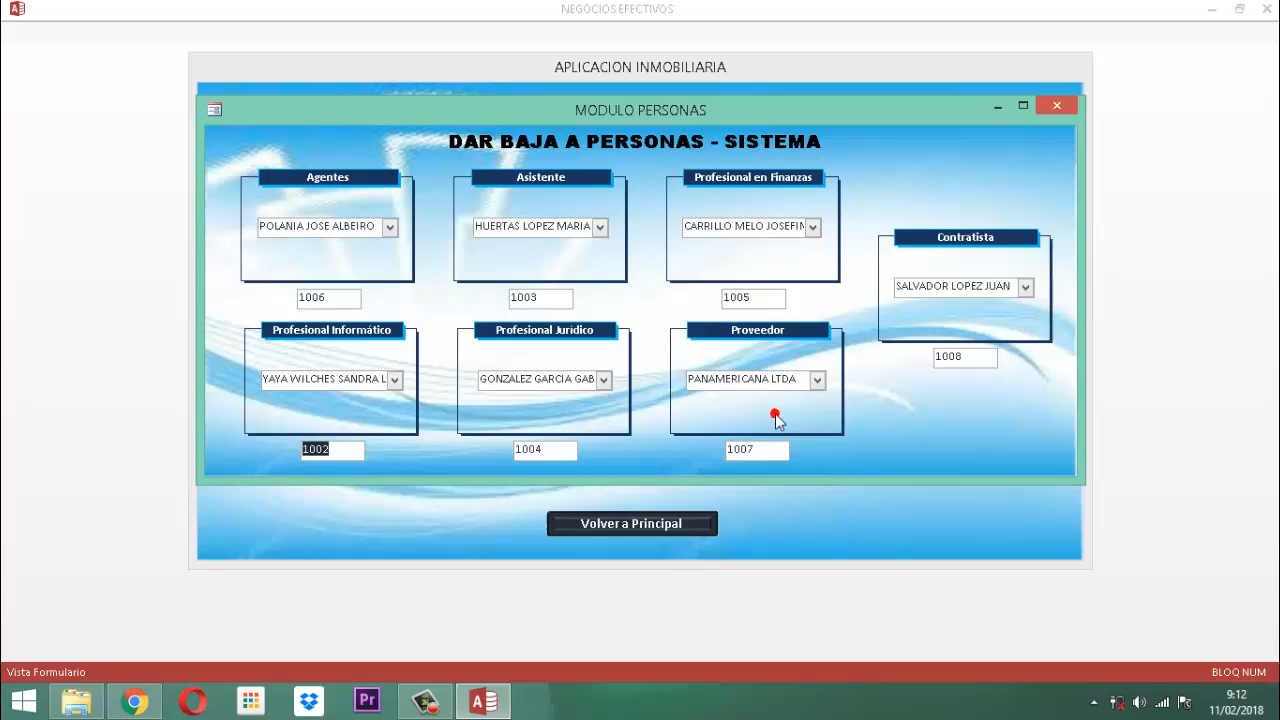 NEGOCIOS EFECTIVOS
APLICACION INMOBILIARIA
MODULO PERSONAS
DAR BAJA A PERSONAS - SISTEMA
Agentes
POLANIA JOSE ALBEIRO
1006
Asistente
HUERTAS LOPEZ MARIA
1003
Profesional en Finanzas
CARRILLO MELO JOSEFIN
1005
Contratista
SALVADOR LOPEZ JUAN
1008
Profesional Informático
YAYA WILCHES SANDRA L
1002
Profesional Jurídico
GONZALEZ GARCIA GAB
1004
Proveedor
PANAMERICANA LTDA
1007
Volver a Principal
Vista Formulario
BLOQ NUM
Pr
9:12
11/02/2018